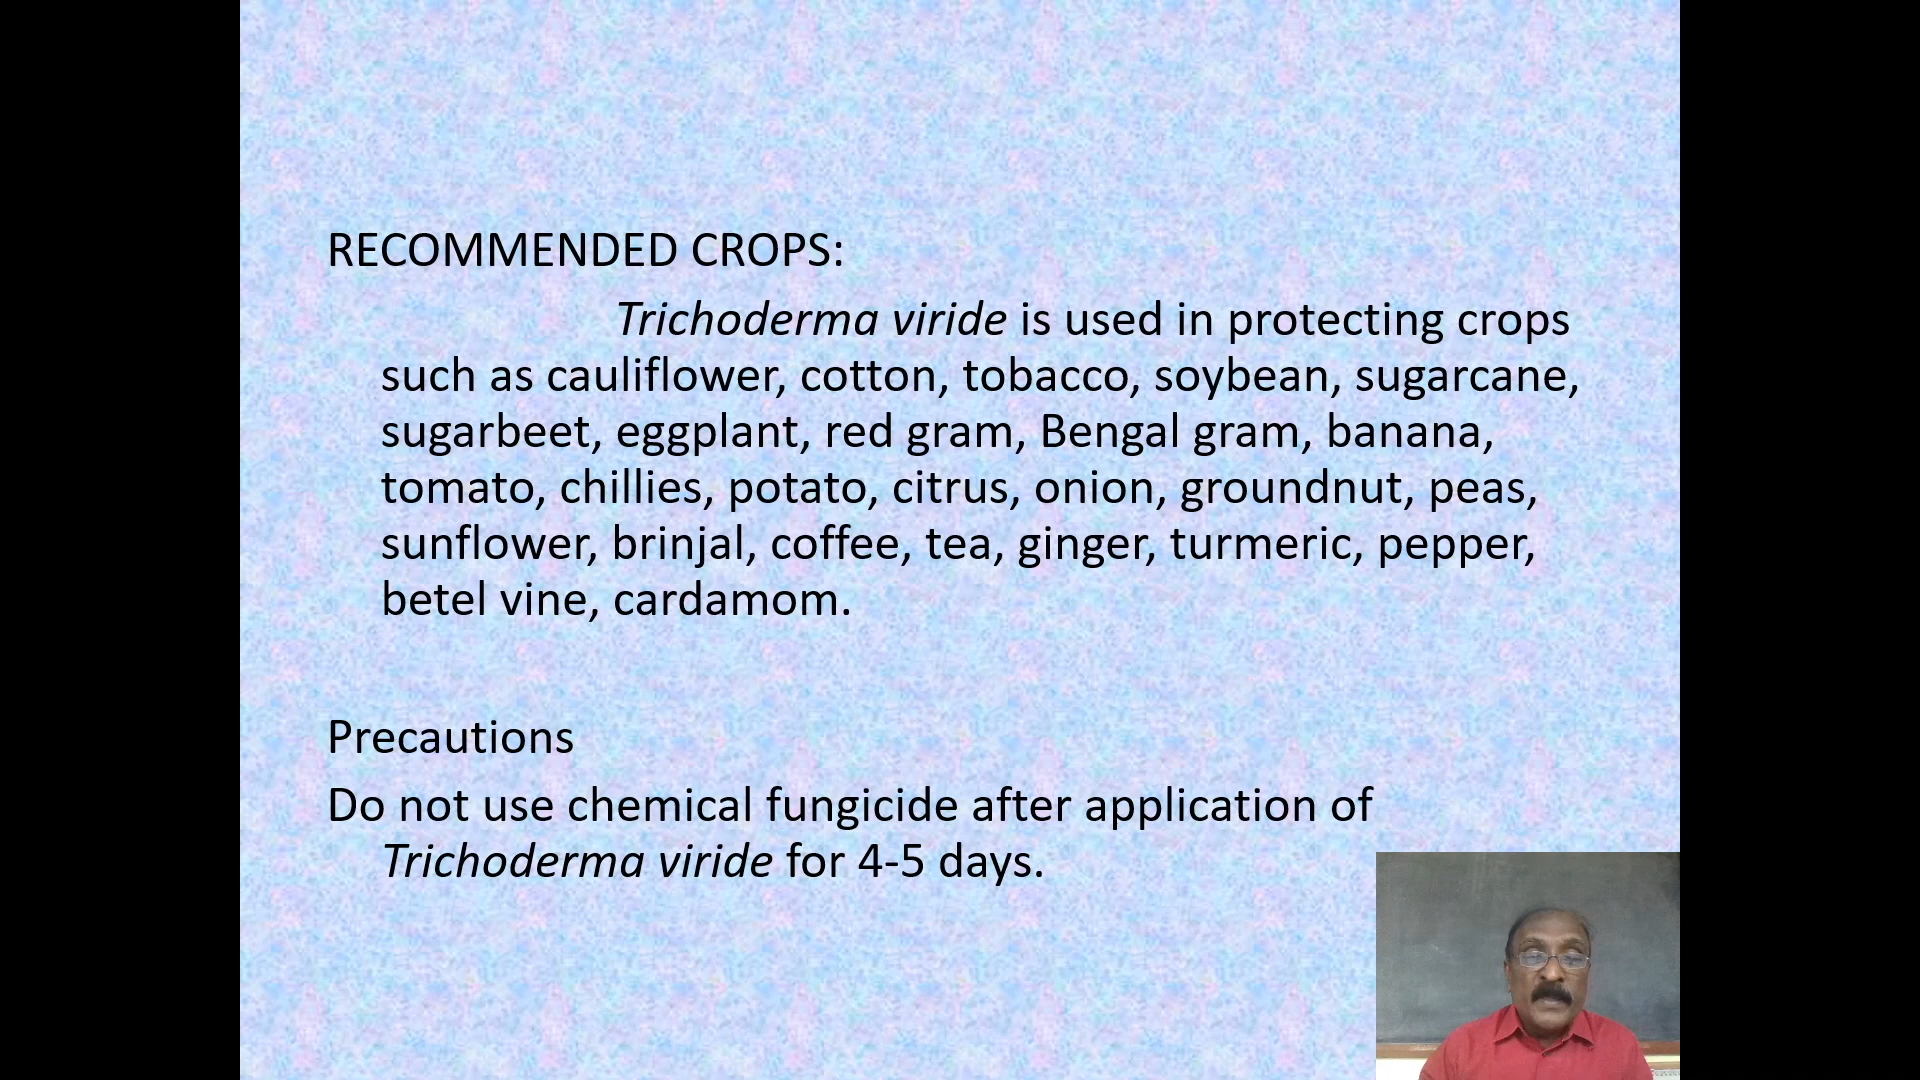 RECOMMENDED CROPS:
Trichoderma viride is used in protecting crops
such as cauliflower, cotton, tobacco, soybean, sugarcane,
sugarbeet, eggplant, red gram, Bengal gram, banana,
tomato, chillies, potato, citrus, onion, groundnut, peas,
sunflower, brinjal, coffee, tea, ginger, turmeric, pepper,
betel vine, cardamom.
Precautions
Do not use chemical fungicide after application of
Trichoderma viride for 4-5 days.